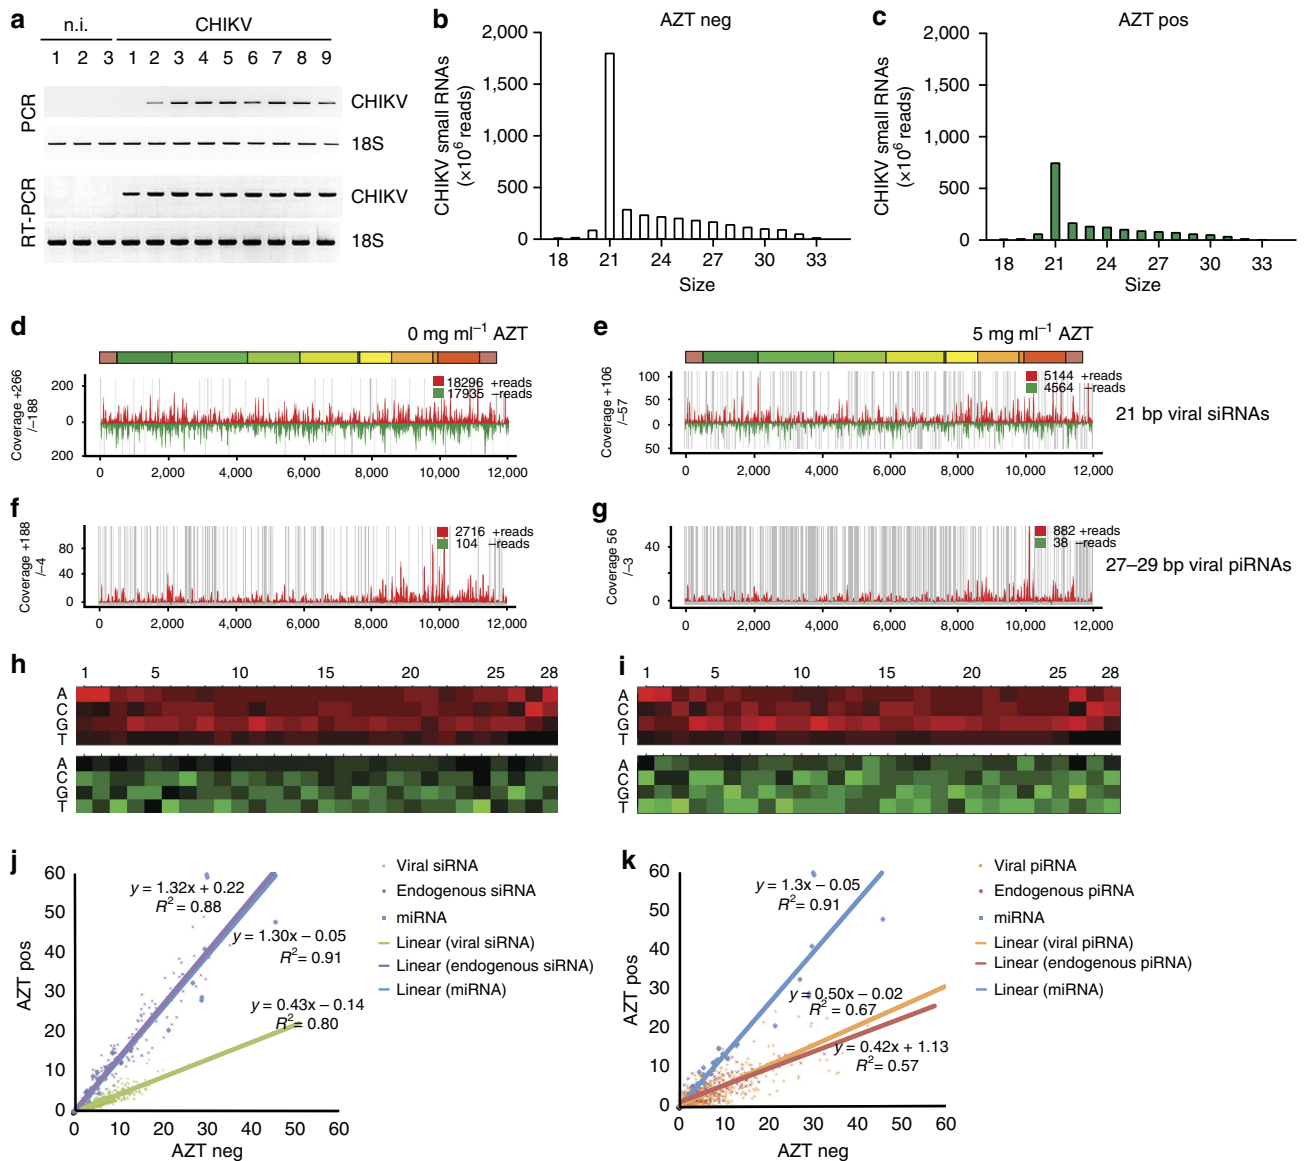 a
n.i. CHIKV
1 2 3 1 2 3 4 5 6 7 8 9
PCR
CHIKV
18S
RT-PCR
CHIKV
18S
b
AZT neg
CHIKV small RNAs
(×10⁶ reads)
2,000
1,500
1,000
500
0
18 21 24 27 30 33
Size
c
AZT pos
CHIKV small RNAs
(×10⁶ reads)
2,000
1,500
1,000
500
0
18 21 24 27 30 33
Size
d
0 mg ml⁻¹ AZT
Coverage +266
/–188
200
0
200
18296 +reads
17935 –reads
0 2,000 4,000 6,000 8,000 10,000 12,000
e
5 mg ml⁻¹ AZT
Coverage +106
/–57
100
50
0
50
5144 +reads
4564 –reads
0 2,000 4,000 6,000 8,000 10,000 12,000
21 bp viral siRNAs
f
Coverage +188
/–4
80
40
0
2716 +reads
104 –reads
0 2,000 4,000 6,000 8,000 10,000 12,000
g
Coverage 56
/–3
40
0
882 +reads
38 –reads
0 2,000 4,000 6,000 8,000 10,000 12,000
27–29 bp viral piRNAs
h
1 5 10 15 20 25 28
A
C
G
T
A
C
G
T
i
1 5 10 15 20 25 28
A
C
G
T
A
C
G
T
j
AZT pos
60
50
40
30
20
10
0
0 10 20 30 40 50 60
AZT neg
y = 1.32x + 0.22
R² = 0.88
y = 1.30x – 0.05
R² = 0.91
y = 0.43x – 0.14
R² = 0.80
Viral siRNA
Endogenous siRNA
miRNA
Linear (viral siRNA)
Linear (endogenous siRNA)
Linear (miRNA)
k
AZT pos
60
50
40
30
20
10
0
0 10 20 30 40 50 60
AZT neg
y = 1.3x – 0.05
R² = 0.91
y = 0.50x – 0.02
R² = 0.67
y = 0.42x + 1.13
R² = 0.57
Viral piRNA
Endogenous piRNA
miRNA
Linear (viral piRNA)
Linear (endogenous piRNA)
Linear (miRNA)